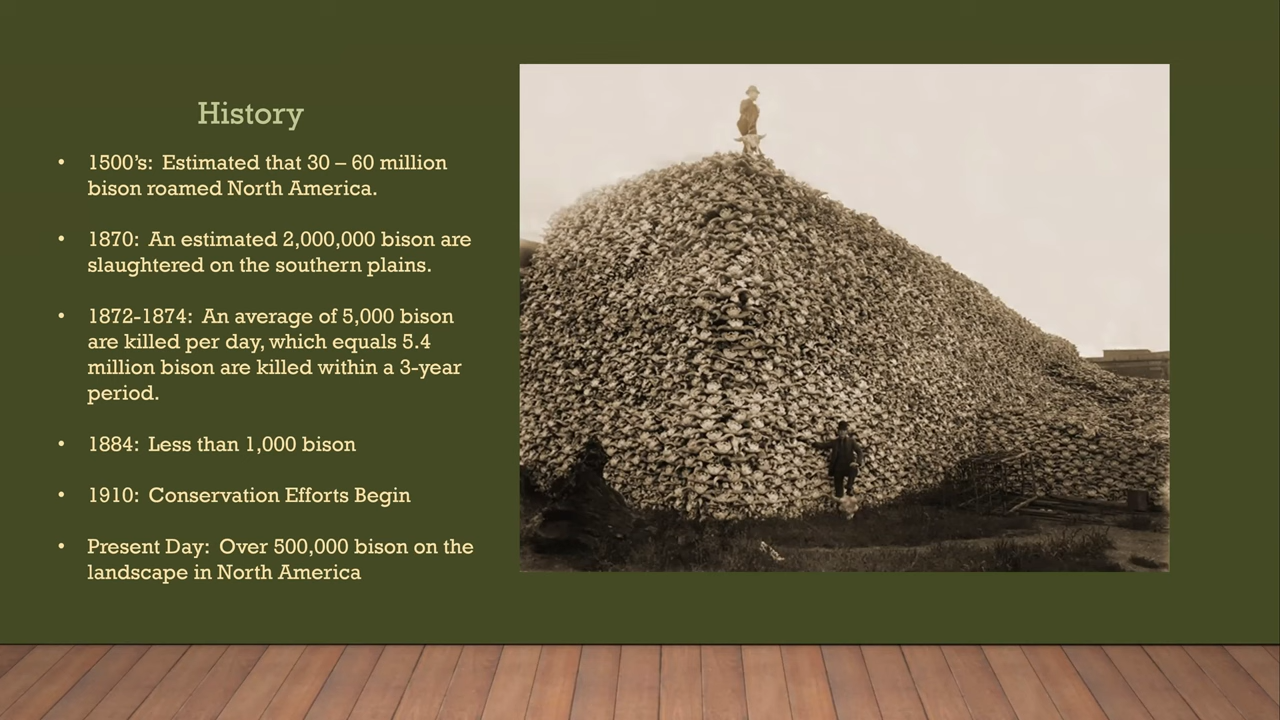 History
• 1500’s: Estimated that 30 – 60 million
bison roamed North America.
• 1870: An estimated 2,000,000 bison are
slaughtered on the southern plains.
• 1872-1874: An average of 5,000 bison
are killed per day, which equals 5.4
million bison are killed within a 3-year
period.
• 1884: Less than 1,000 bison
• 1910: Conservation Efforts Begin
• Present Day: Over 500,000 bison on the
landscape in North America